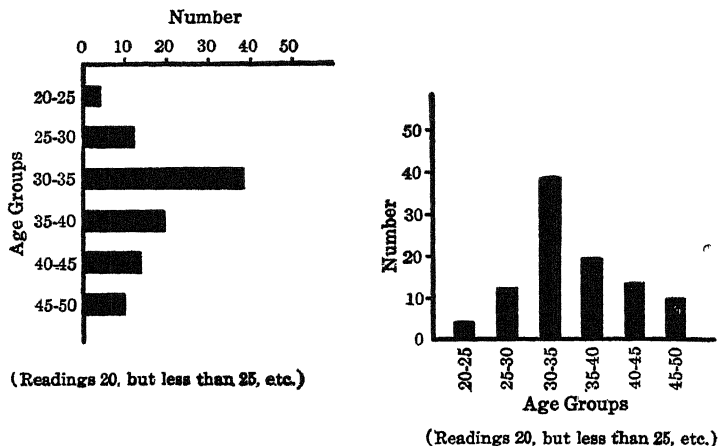 Number
0 10 20 30 40 50
Age Groups
20-25
25-30
30-35
35-40
40-45
45-50
(Readings 20, but less than 25, etc.)
Number
50
40
30
20
10
0
20-25
25-30
30-35
35-40
40-45
45-50
Age Groups
(Readings 20, but less than 25, etc.)